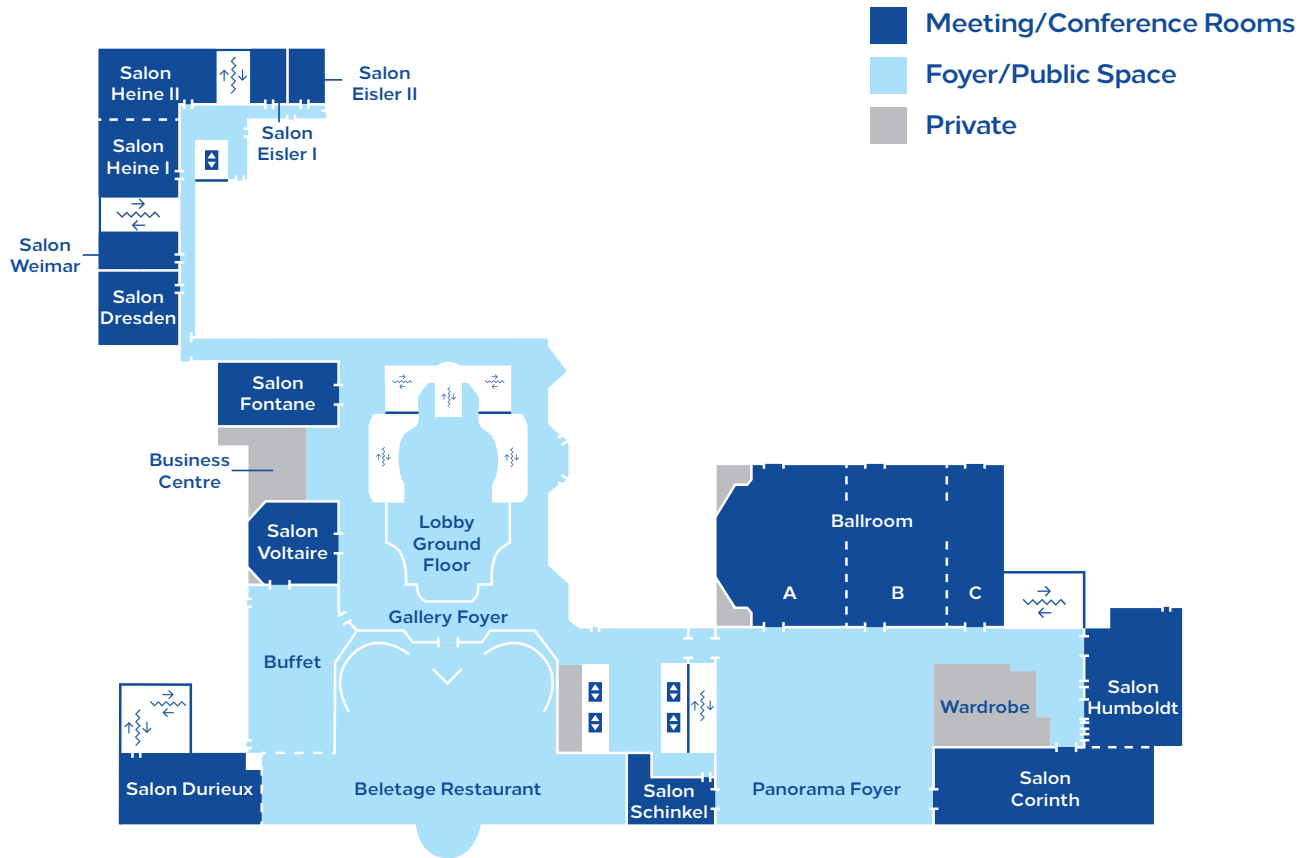 Meeting/Conference Rooms
Foyer/Public Space
Private
Salon
Heine II
Salon
Eisler II
Salon
Eisler I
Salon
Heine I
Salon
Weimar
Salon
Dresden
Salon
Fontane
Business
Centre
Salon
Voltaire
Lobby
Ground
Floor
Gallery Foyer
Buffet
Ballroom
A
B
C
Wardrobe
Salon
Humboldt
Salon Durieux
Beletage Restaurant
Salon
Schinkel
Panorama Foyer
Salon
Corinth